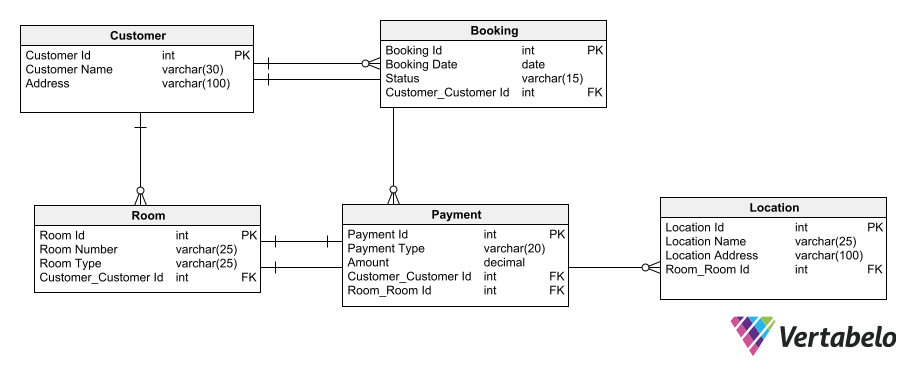 Customer
Customer Id int PK
Customer Name varchar(30)
Address varchar(100)
Booking
Booking Id int PK
Booking Date date
Status varchar(15)
Customer_Customer Id int FK
Room
Room Id int PK
Room Number varchar(25)
Room Type varchar(25)
Customer_Customer Id int FK
Payment
Payment Id int PK
Payment Type varchar(20)
Amount decimal
Customer_Customer Id int FK
Room_Room Id int FK
Location
Location Id int PK
Location Name varchar(25)
Location Address varchar(100)
Room_Room Id int FK
Vertabelo